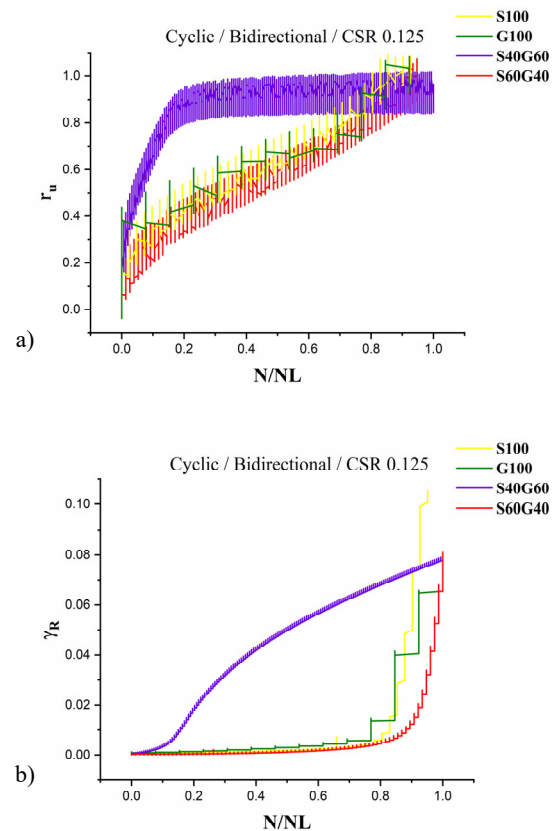 Cyclic / Bidirectional / CSR 0.125
S100
G100
S40G60
S60G40
r_u
1.0
0.8
0.6
0.4
0.2
0.0
0.0 0.2 0.4 0.6 0.8 1.0
N/NL
a)
Cyclic / Bidirectional / CSR 0.125
S100
G100
S40G60
S60G40
γ_R
0.10
0.08
0.06
0.04
0.02
0.00
0.0 0.2 0.4 0.6 0.8 1.0
N/NL
b)